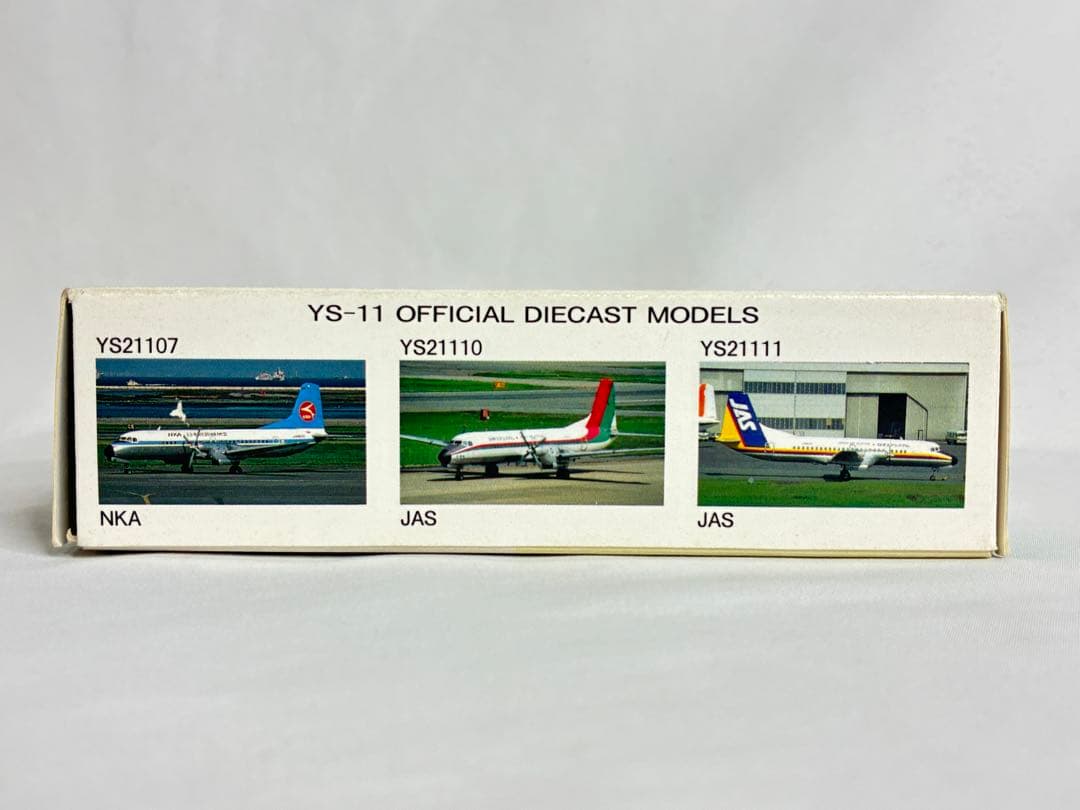 YS-11 OFFICIAL DIECAST MODELS
YS21107
YS21110
YS21111
JAS
NKA
JAS
JAS